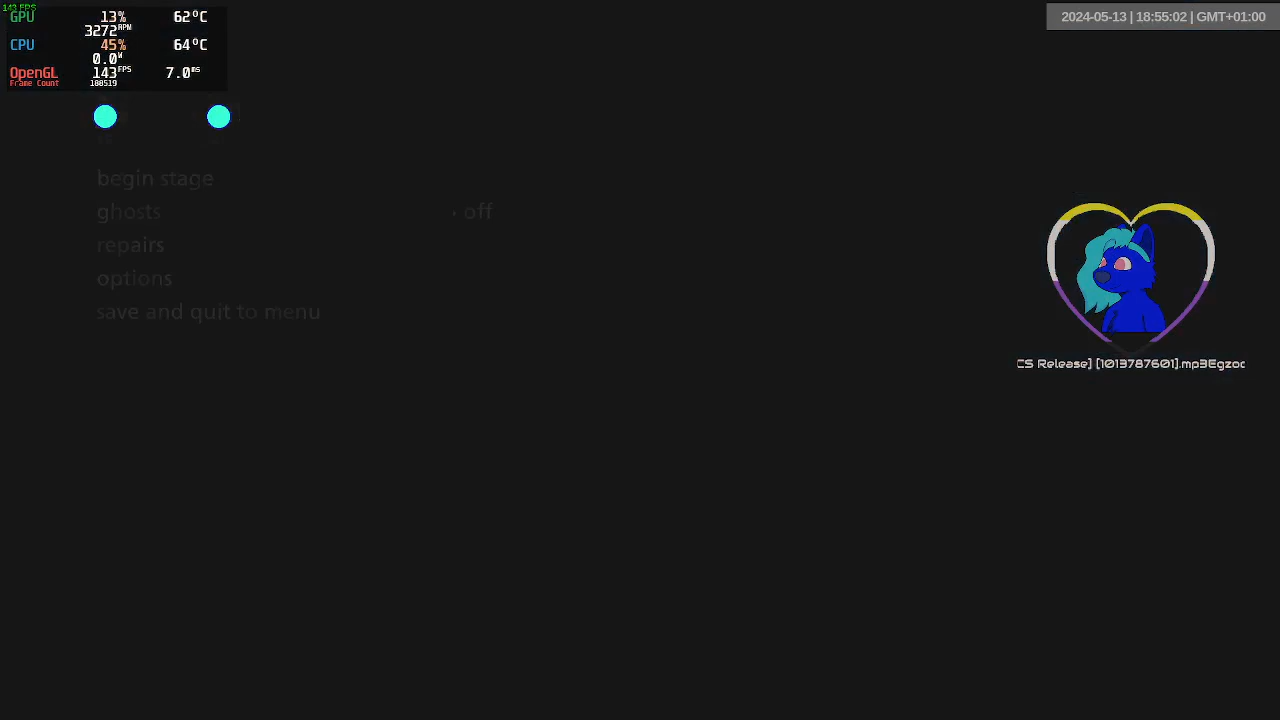 143 FPS
GPU 13% 62°C
3272RPM
CPU 45% 64°C
0.0W
OpenGL 143FPS 7.0ms
Frame Count 180519
2024-05-13 | 18:55:02 | GMT+01:00
begin stage
ghosts • off
repairs
options
save and quit to menu
CS Release] [1013787601].mp3Egzoc